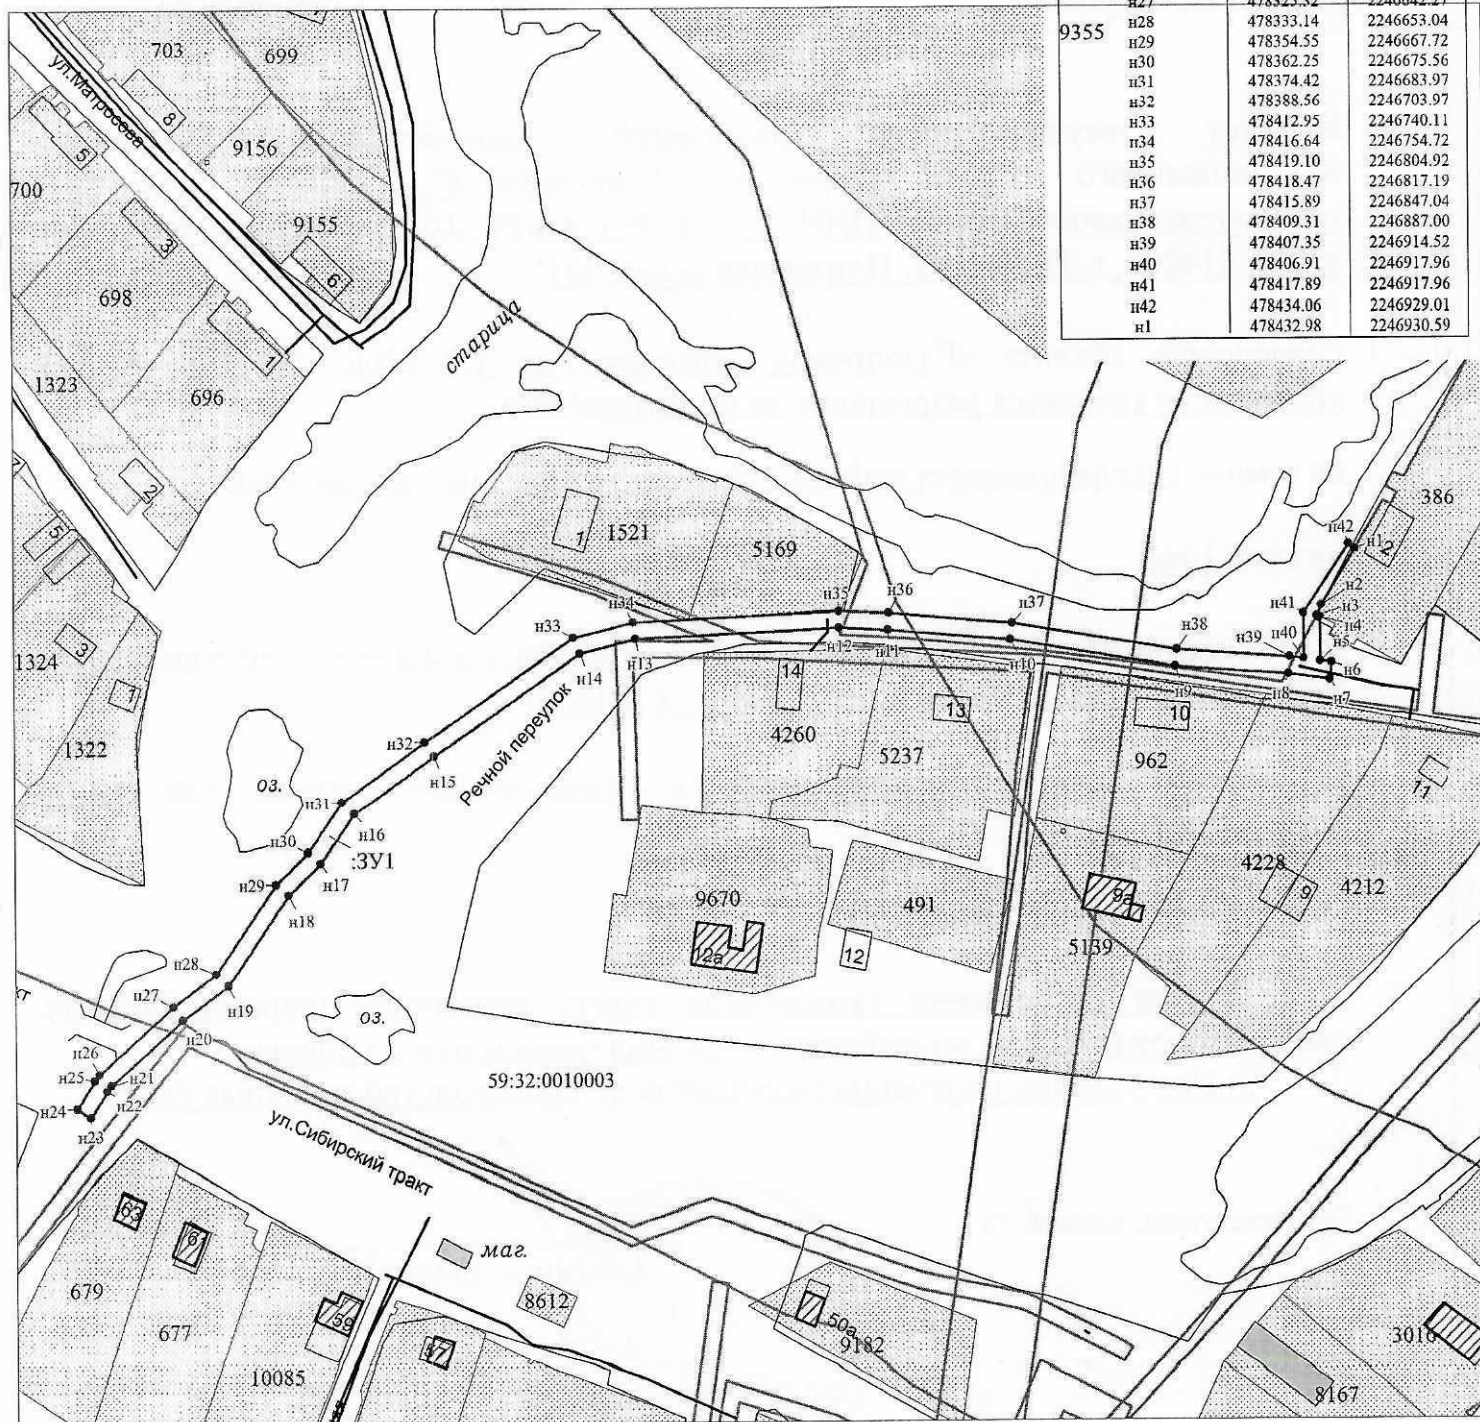 н28 478333.14 2246653.04
9355
н29 478354.55 2246667.72
н30 478362.25 2246675.56
н31 478374.42 2246683.97
н32 478388.56 2246703.97
н33 478412.95 2246740.11
н34 478416.64 2246754.72
н35 478419.10 2246804.92
н36 478418.47 2246817.19
н37 478415.89 2246847.04
н38 478409.31 2246887.00
н39 478407.35 2246914.52
н40 478406.91 2246917.96
н41 478417.89 2246917.96
н42 478434.06 2246929.01
н1 478432.98 2246930.59
703
699
ул.Матросова
8
5
9156
700
3
9155
6
698
1
старица
1323
696
2
5
386
1521
1
5169
2
н42
н1
н2
н3
н4
н5
н6
н7
н41
н40
н39
н38
н37
н36
н35
н34
н33
н8
н9
н10
н11
н12
н13
н14
1324
3
1
14
13
10
4260
5237
962
11
1322
н32
н15
Речной переулок
оз.
н31
н16
н30
:ЗУ1
н17
н29
н18
4228
4212
9
9а
5139
9670
491
12а
12
н28
н27
н19
н20
оз.
н26
н25
н21
н22
н24
н23
59:32:0010003
ул.Сибирский тракт
63
61
маг.
679
677
59
57
8612
50а
9182
10085
3016
8167